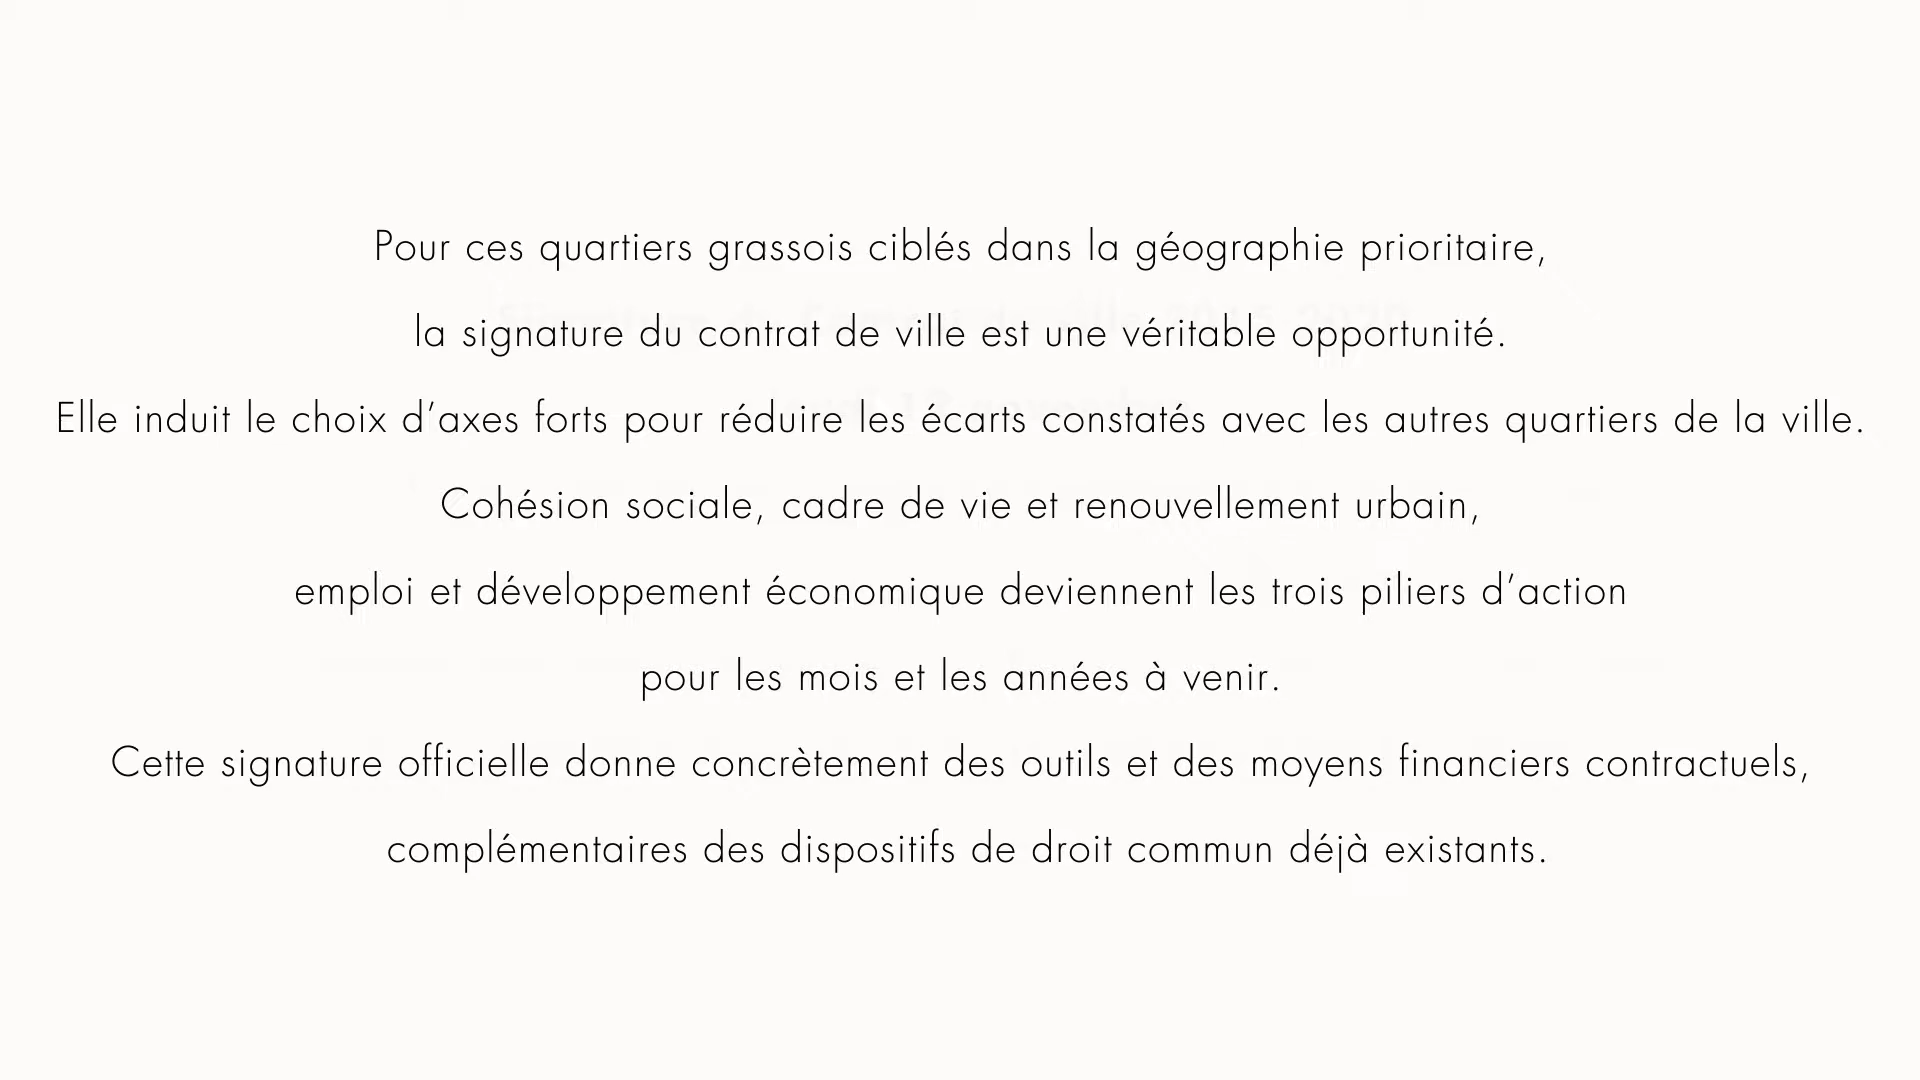 Pour ces quartiers grassois ciblés dans la géographie prioritaire,
la signature du contrat de ville est une véritable opportunité.
Elle induit le choix d’axes forts pour réduire les écarts constatés avec les autres quartiers de la ville.
Cohésion sociale, cadre de vie et renouvellement urbain,
emploi et développement économique deviennent les trois piliers d’action
pour les mois et les années à venir.
Cette signature officielle donne concrètement des outils et des moyens financiers contractuels,
complémentaires des dispositifs de droit commun déjà existants.